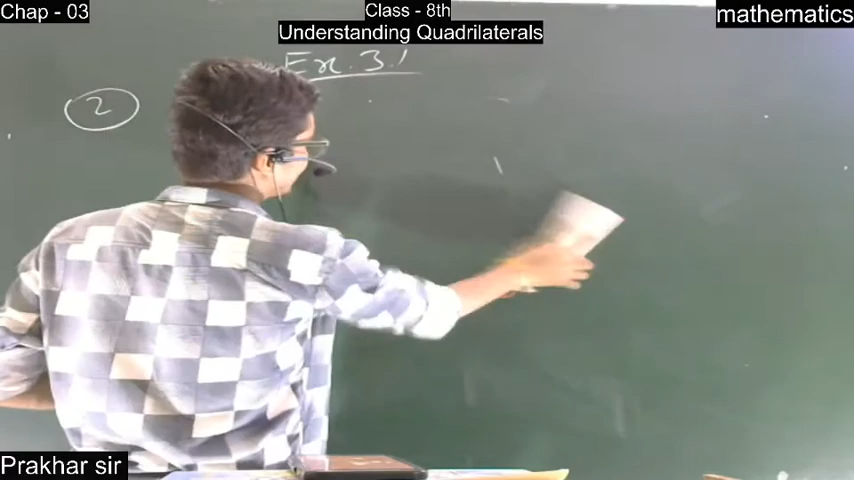 Chap - 03
Class - 8th
mathematics
Understanding Quadrilaterals
Ex. 3.1
2
Prakhar sir